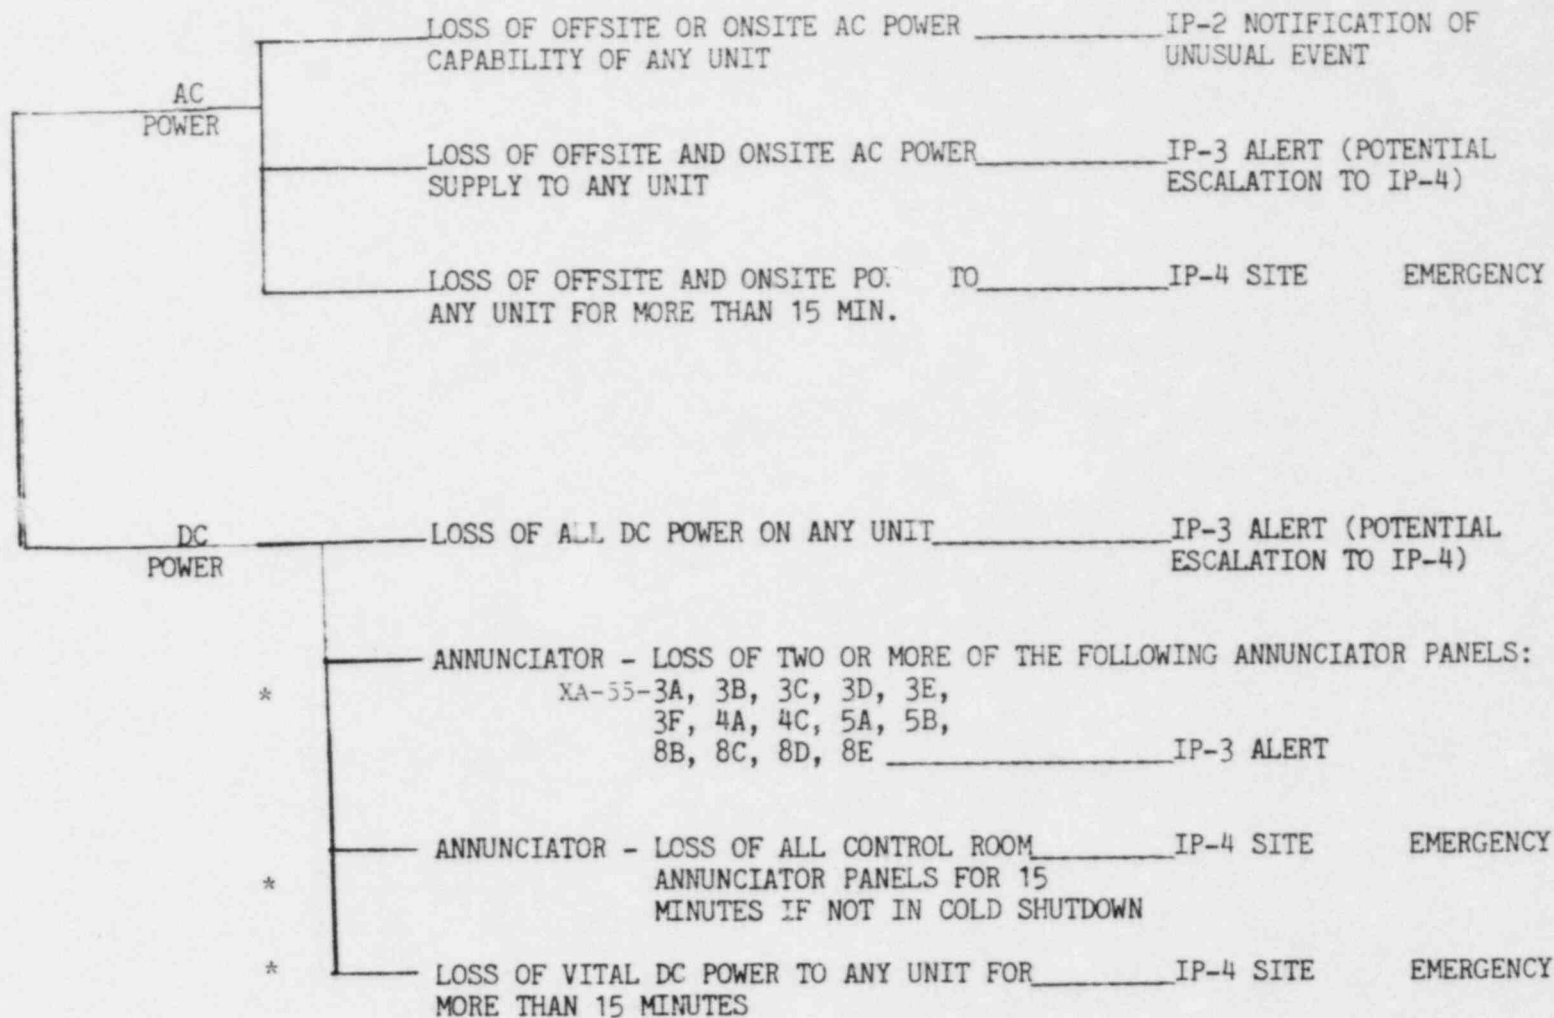 LOSS OF OFFSITE OR ONSITE AC POWER IP-2 NOTIFICATION OF
CAPABILITY OF ANY UNIT UNUSUAL EVENT
AC
POWER
LOSS OF OFFSITE AND ONSITE AC POWER IP-3 ALERT (POTENTIAL
SUPPLY TO ANY UNIT ESCALATION TO IP-4)
LOSS OF OFFSITE AND ONSITE TO IP-4 SITE EMERGENCY
ANY UNIT FOR MORE THAN 15 MIN.
DC LOSS OF ALL DC POWER ON ANY UNIT IP-3 ALERT (POTENTIAL
POWER ESCALATION TO IP-4)
ANNUNCIATOR - LOSS OF TWO OR MORE OF THE FOLLOWING ANNUNCIATOR PANELS:
* XA-55-3A, 3B, 3C, 3D, 3E,
3F, 4A, 4C, 5A, 5B,
8B, 8C, 8D, 8E IP-3 ALERT
ANNUNCIATOR - LOSS OF ALL CONTROL ROOM IP-4 SITE EMERGENCY
* ANNUNCIATOR PANELS FOR 15
MINUTES IF NOT IN COLD SHUTDOWN
* LOSS OF VITAL DC POWER TO ANY UNIT FOR IP-4 SITE EMERGENCY
MORE THAN 15 MINUTES